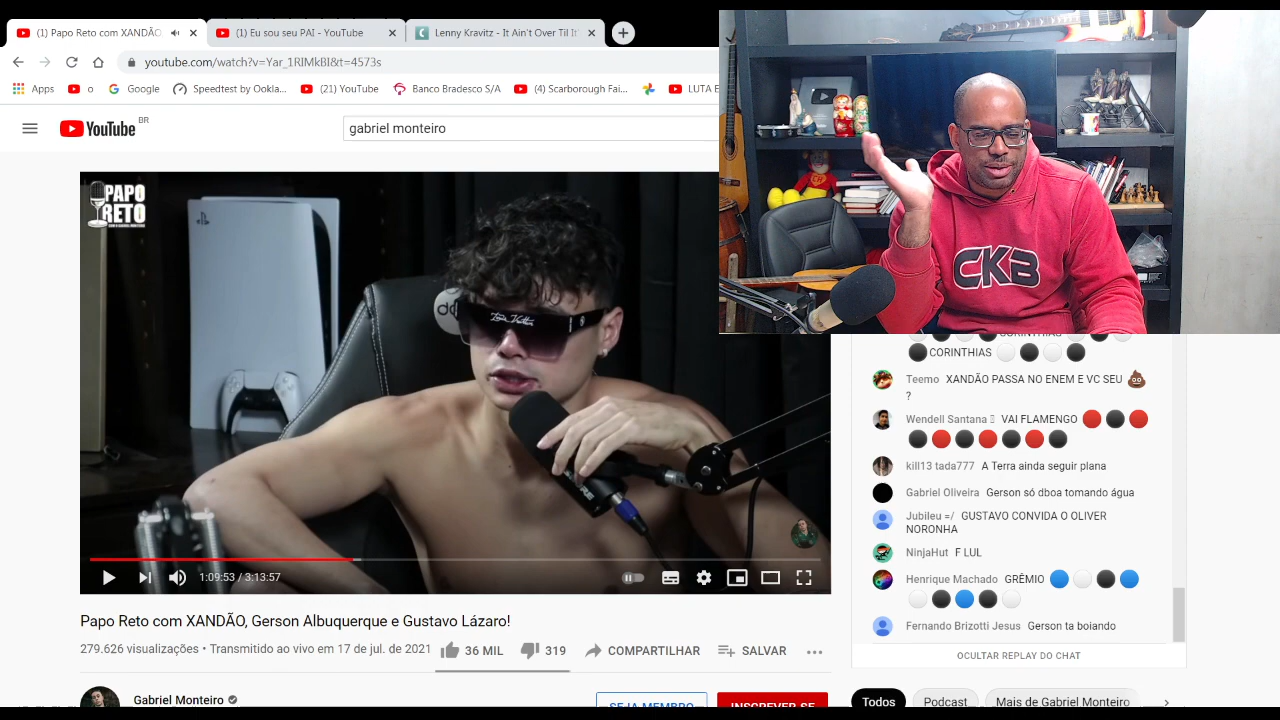 (1) Papo Reto com XANDÃO
(1) Eu sou seu PAI - YouTube
Lenny Kravitz - It Ain't Over Til It
Apps
o
Google
Speedtest by Ookla...
(21) YouTube
Banco Bradesco S/A
(4) Scarborough Fai...
LUTA E
YouTube
BR
gabriel monteiro
PAPO
RETO
CKB
CORINTHIAS
CORINTHIAS
Teemo XANDÃO PASSA NO ENEM E VC SEU 💩
?
Wendell Santana VAI FLAMENGO 🔴⚫🔴
⚫🔴⚫🔴⚫🔴⚫
kill13 tada777 A Terra ainda seguir plana
Gabriel Oliveira Gerson só dboa tomando água
Jubileu =/ GUSTAVO CONVIDA O OLIVER
NORONHA
NinjaHut F LUL
Henrique Machado GRÊMIO 🔵⚪⚫🔵
⚪⚫🔵⚫⚪
Fernando Brizotti Jesus Gerson ta boiando
OCULTAR REPLAY DO CHAT
1:09:53 / 3:13:57
Papo Reto com XANDÃO, Gerson Albuquerque e Gustavo Lázaro!
279.626 visualizações • Transmitido ao vivo em 17 de jul. de 2021
36 MIL
319
COMPARTILHAR
SALVAR
Gabriel Monteiro
SEJA MEMBRO
INSCREVER-SE
Todos
Podcast
Mais de Gabriel Monteiro